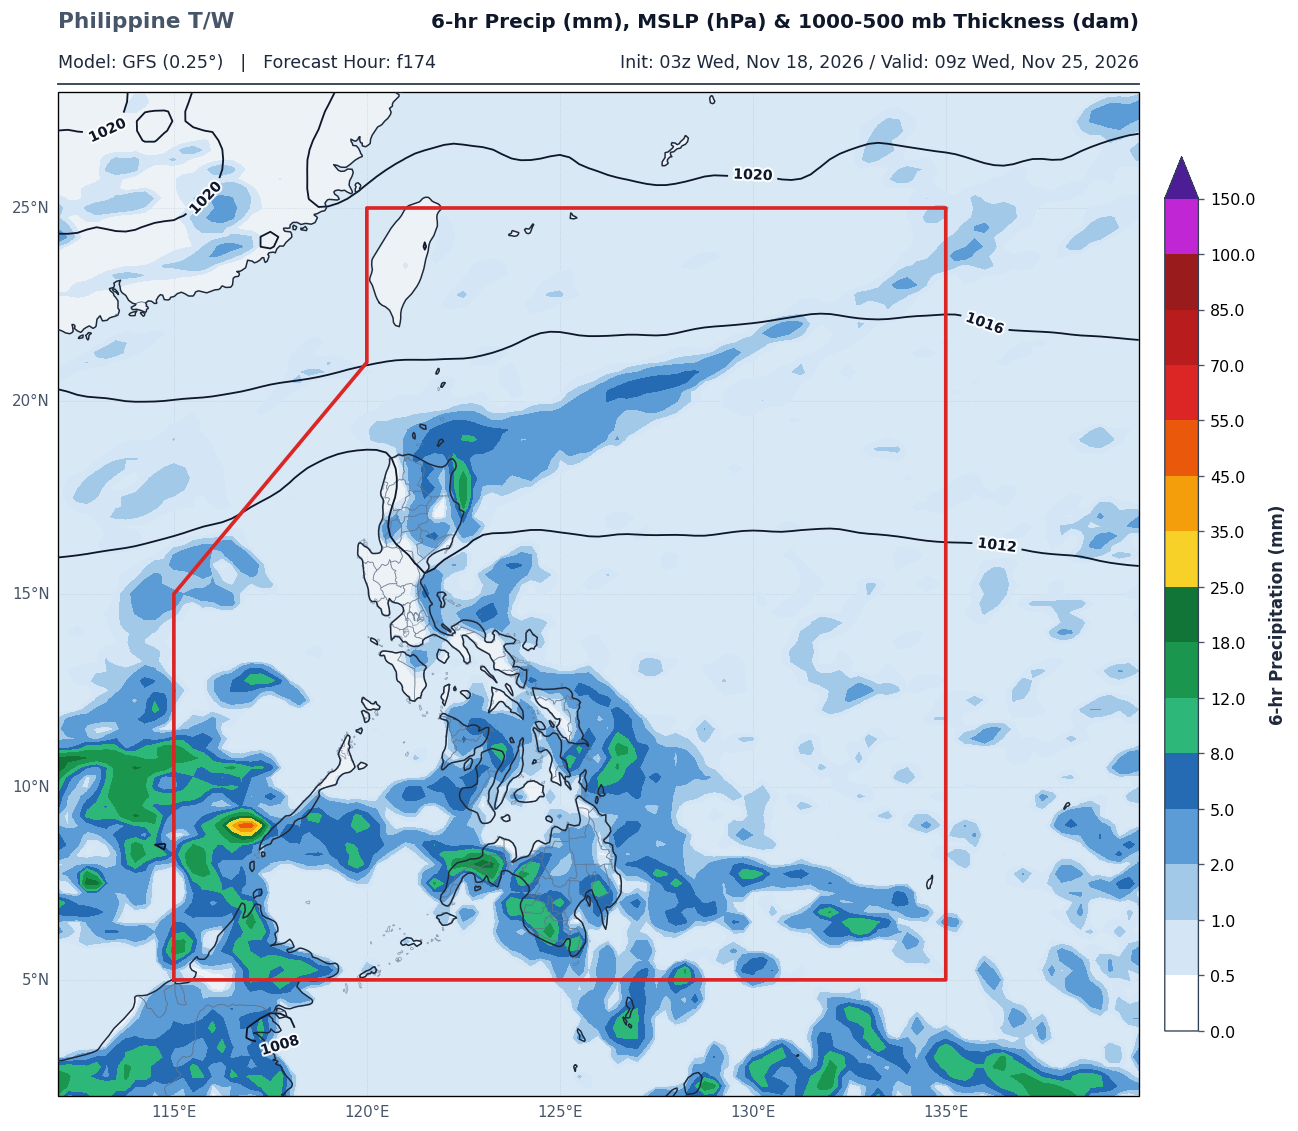 Philippine T/W
6-hr Precip (mm), MSLP (hPa) & 1000-500 mb Thickness (dam)
Model: GFS (0.25°)   |   Forecast Hour: f174
Init: 03z Wed, Nov 18, 2026 / Valid: 09z Wed, Nov 25, 2026
1020
1020
1020
1016
1012
1008
25°N
20°N
15°N
10°N
5°N
115°E
120°E
125°E
130°E
135°E
150.0
100.0
85.0
70.0
55.0
45.0
35.0
25.0
18.0
12.0
8.0
5.0
2.0
1.0
0.5
0.0
6-hr Precipitation (mm)